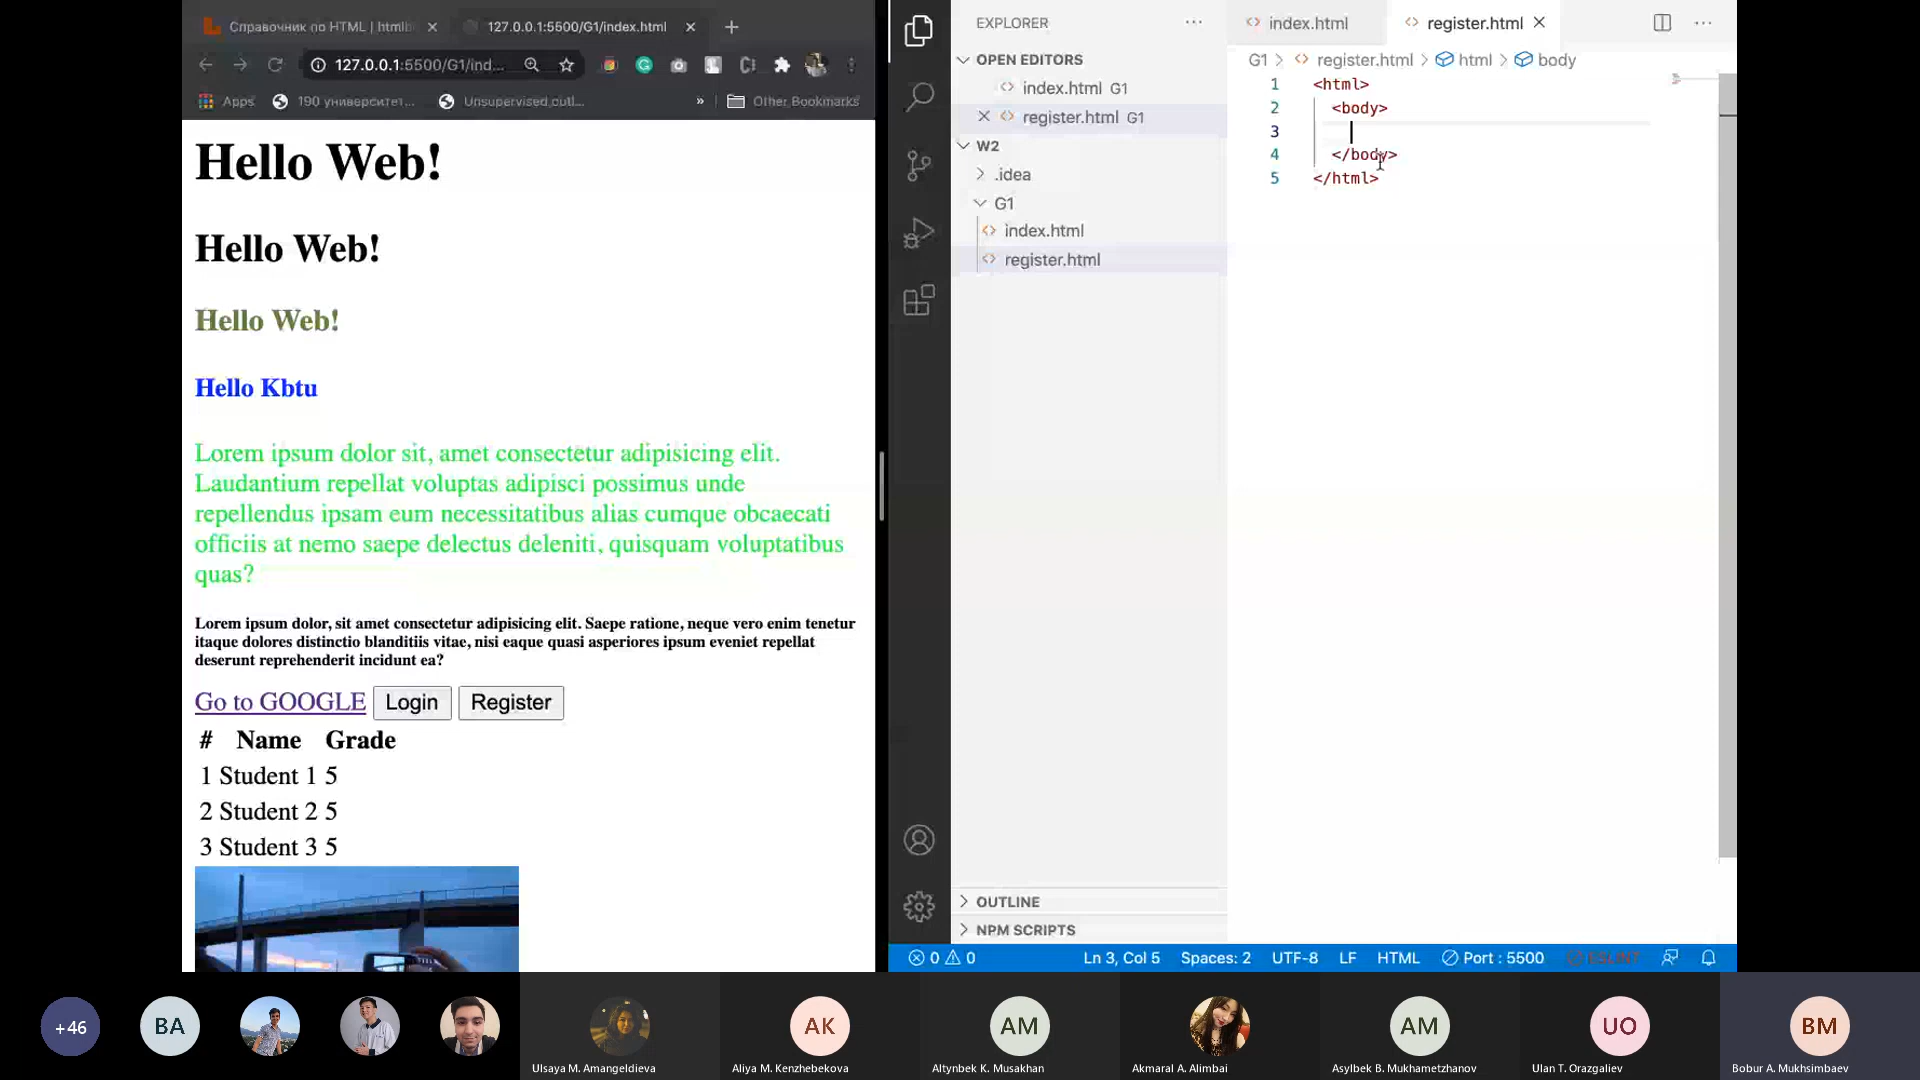 Справочник по HTML | htmlb
127.0.0.1:5500/G1/index.html
127.0.0.1:5500/G1/ind...
Apps
190 университет...
Unsupervised outl...
»
Other Bookmarks
Hello Web!
Hello Web!
Hello Web!
Hello Kbtu
Lorem ipsum dolor sit, amet consectetur adipisicing elit.
Laudantium repellat voluptas adipisci possimus unde
repellendus ipsam eum necessitatibus alias cumque obcaecati
officiis at nemo saepe delectus deleniti, quisquam voluptatibus
quas?
Lorem ipsum dolor, sit amet consectetur adipisicing elit. Saepe ratione, neque vero enim tenetur
itaque dolores distinctio blanditiis vitae, nisi eaque quasi asperiores ipsum eveniet repellat
deserunt reprehenderit incidunt ea?
Go to GOOGLE Login Register
# Name Grade
1 Student 1 5
2 Student 2 5
3 Student 3 5
EXPLORER
OPEN EDITORS
index.html G1
register.html G1
W2
.idea
G1
index.html
register.html
OUTLINE
NPM SCRIPTS
index.html
register.html
G1 > register.html > html > body
1 <html>
2 <body>
3
4 </body>
5 </html>
0 0
Ln 3, Col 5
Spaces: 2
UTF-8
LF
HTML
Port : 5500
ESLINT
+46
BA
Ulsaya M. Amangeldieva
AK
Aliya M. Kenzhebekova
AM
Altynbek K. Musakhan
Akmaral A. Alimbai
AM
Asylbek B. Mukhametzhanov
UO
Ulan T. Orazgaliev
BM
Bobur A. Mukhsimbaev